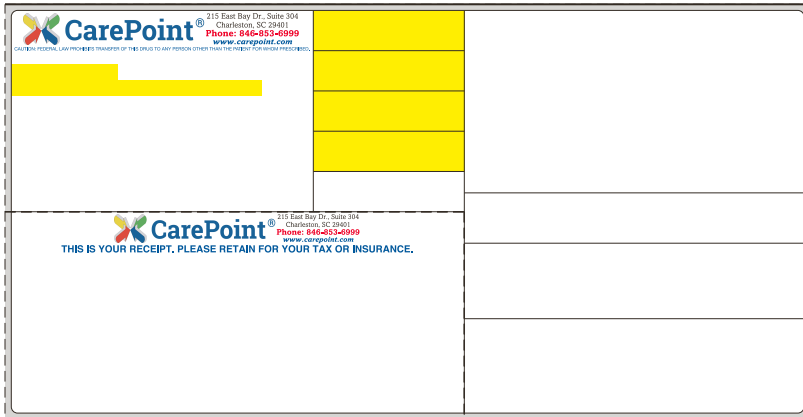 CarePoint®
215 East Bay Dr., Suite 304
Charleston, SC 29401
Phone: 846-853-6999
www.carepoint.com
CAUTION: FEDERAL LAW PROHIBITS TRANSFER OF THIS DRUG TO ANY PERSON OTHER THAN THE PATIENT FOR WHOM PRESCRIBED.
CarePoint®
215 East Bay Dr., Suite 304
Charleston, SC 29401
Phone: 846-853-6999
www.carepoint.com
THIS IS YOUR RECEIPT. PLEASE RETAIN FOR YOUR TAX OR INSURANCE.